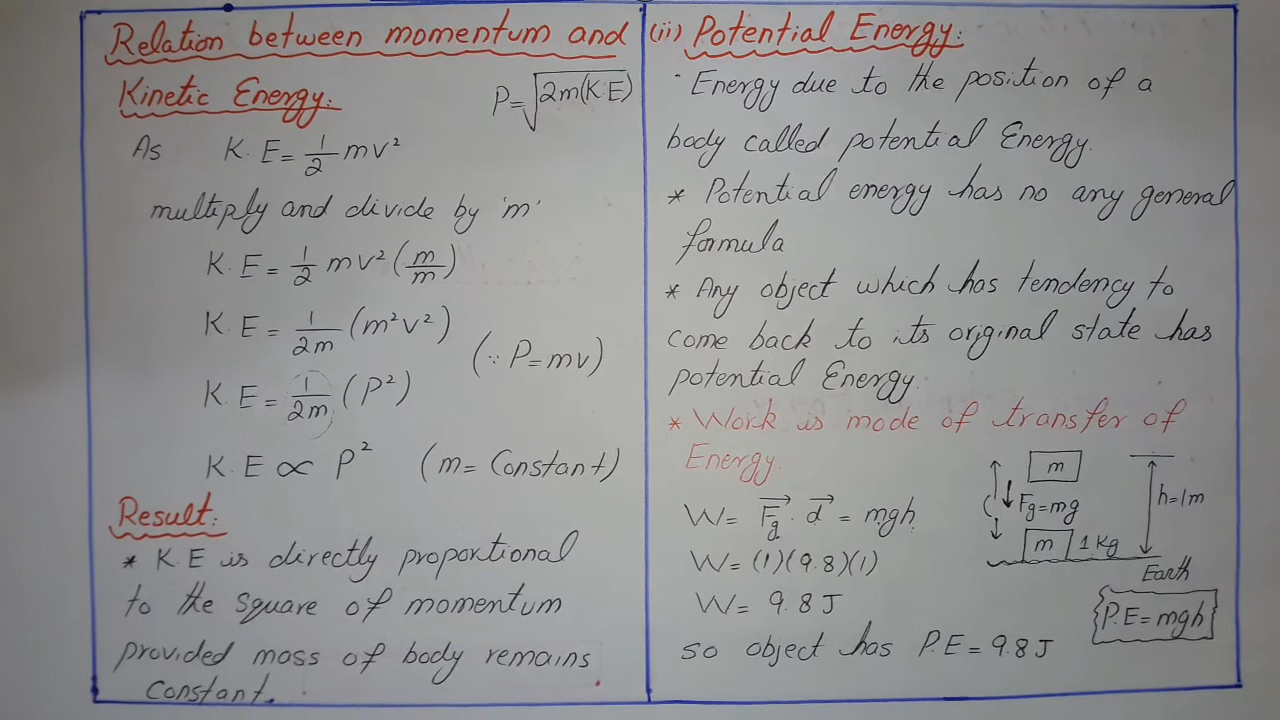 Relation between momentum and
Kinetic Energy:
P=√2m(K.E)
As K.E=1/2 mv²
multiply and divide by 'm'
K.E=1/2 mv²(m/m)
K.E=1/2m (m²v²)
(∵ P=mv)
K.E=1/2m (P²)
K.E ∝ P² (m=Constant)
Result:
* K.E is directly proportional
to the square of momentum
provided mass of body remains
Constant.
(ii) Potential Energy:
Energy due to the position of a
body called potential Energy.
* Potential energy has no any general
formula
* Any object which has tendency to
come back to its original state has
potential Energy.
* Work is mode of transfer of
Energy.
W= F⃗g . d⃗ = mgh
W= (1)(9.8)(1)
W= 9.8J
so object has P.E=9.8J
m
Fg=mg
m 1Kg
h=1m
Earth
P.E=mgh